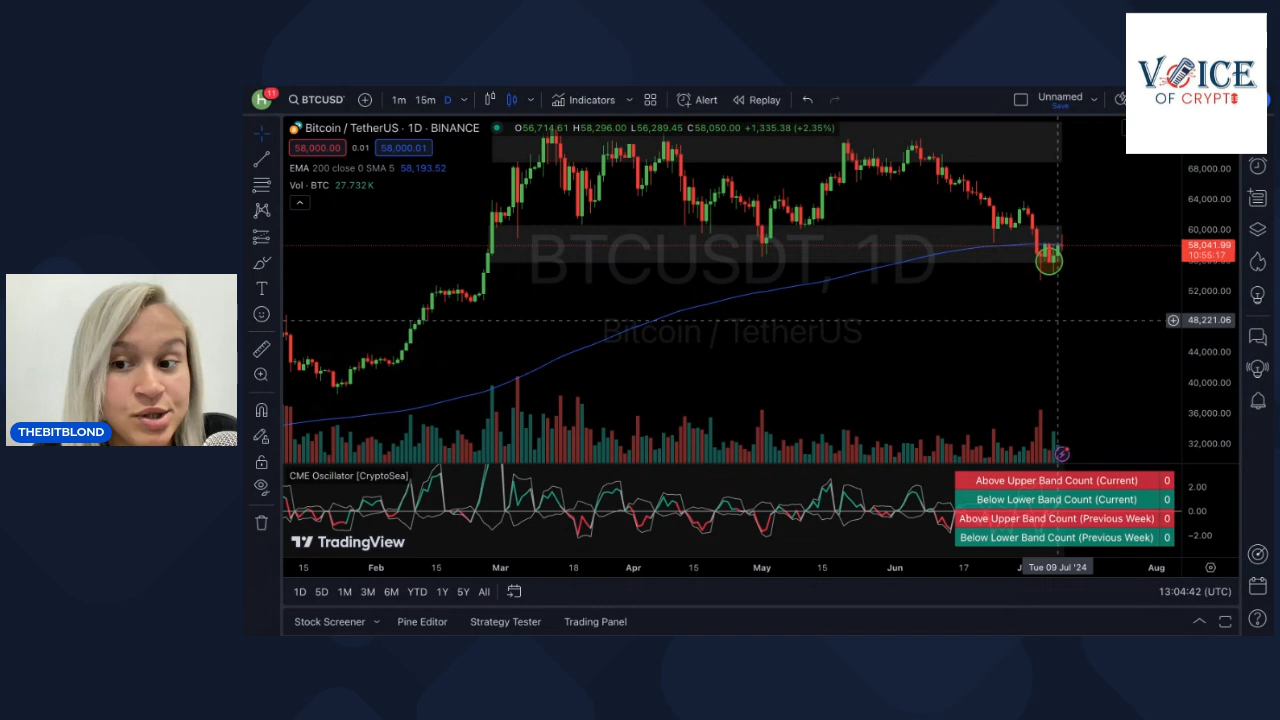 VOICE
OF CRYPTO
11
BTCUSD
1m 15m D
Indicators
Alert
Replay
Unnamed
Save
Bitcoin / TetherUS · 1D · BINANCE
O56,714.61 H58,296.00 L56,289.45 C58,050.00 +1,335.38 (+2.35%)
58,000.00 0.01 58,000.01
EMA 200 close 0 SMA 5 58,193.52
Vol · BTC 27.732 K
68,000.00
64,000.00
60,000.00
58,041.99
10:55:17
52,000.00
48,221.06
44,000.00
40,000.00
36,000.00
32,000.00
BTCUSDT, 1D
Bitcoin / TetherUS
THEBITBLOND
CME Oscillator [CryptoSea]
Above Upper Band Count (Current) 0
Below Lower Band Count (Current) 0
Above Upper Band Count (Previous Week) 0
Below Lower Band Count (Previous Week) 0
2.00
0.00
−2.00
TradingView
15 Feb 15 Mar 18 Apr 15 May 15 Jun 17 Tue 09 Jul '24 Aug
1D 5D 1M 3M 6M YTD 1Y 5Y All
13:04:42 (UTC)
Stock Screener Pine Editor Strategy Tester Trading Panel